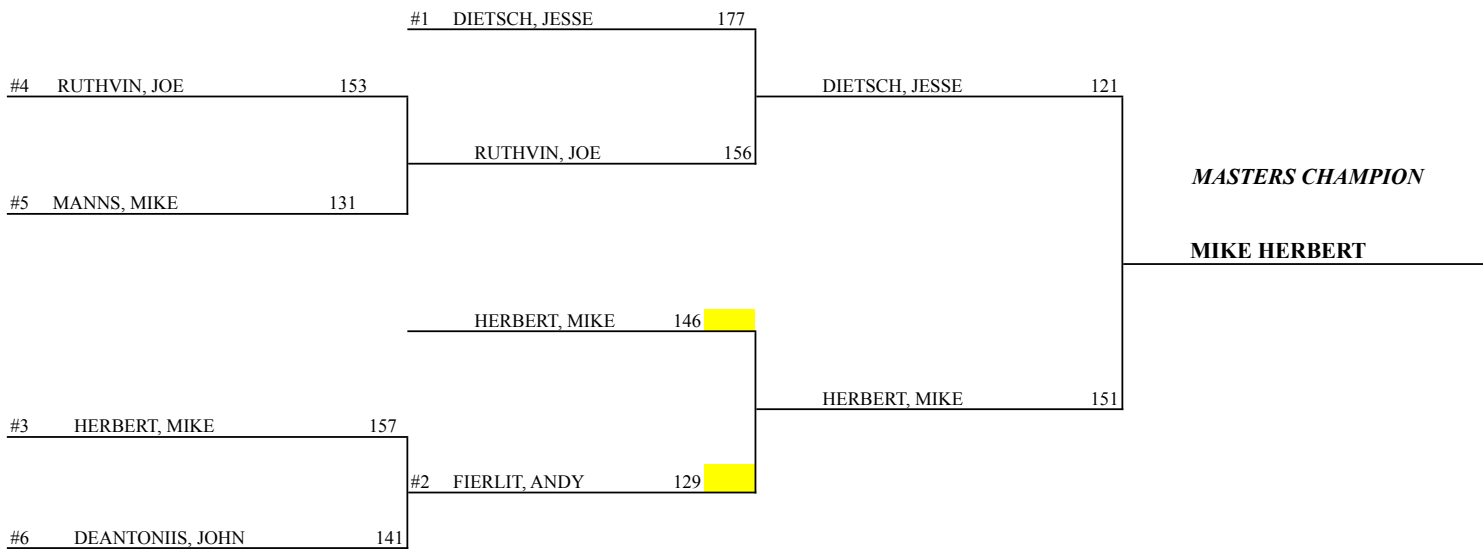 #1 DIETSCH, JESSE 177
#4 RUTHVIN, JOE 153
DIETSCH, JESSE 121
RUTHVIN, JOE 156
MASTERS CHAMPION
#5 MANNS, MIKE 131
MIKE HERBERT
HERBERT, MIKE 146
HERBERT, MIKE 151
#3 HERBERT, MIKE 157
#2 FIERLIT, ANDY 129
#6 DEANTONIIS, JOHN 141